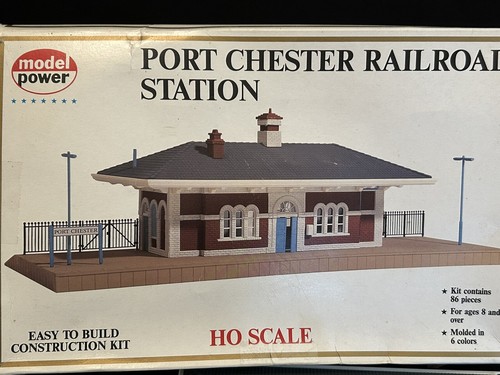 model
power
PORT CHESTER RAILROAD
STATION
PORT CHESTER
★ Kit contains
86 pieces
★ For ages 8 and
over
★ Molded in
6 colors
EASY TO BUILD
CONSTRUCTION KIT
HO SCALE